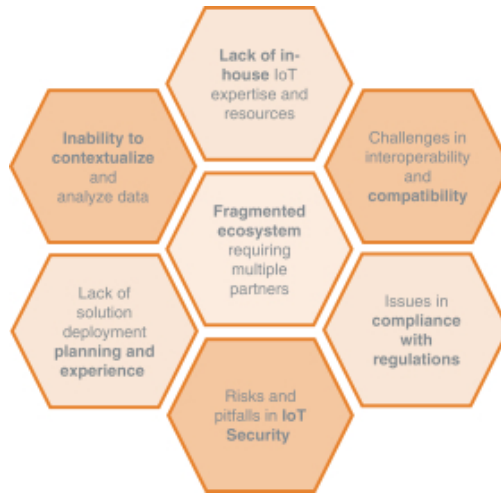 Lack of in-
house IoT
expertise and
resources
Inability to
contextualize
and
analyze data
Challenges in
interoperability
and
compatibility
Fragmented
ecosystem
requiring
multiple
partners
Lack of
solution
deployment
planning and
experience
Issues in
compliance
with
regulations
Risks and
pitfalls in IoT
Security